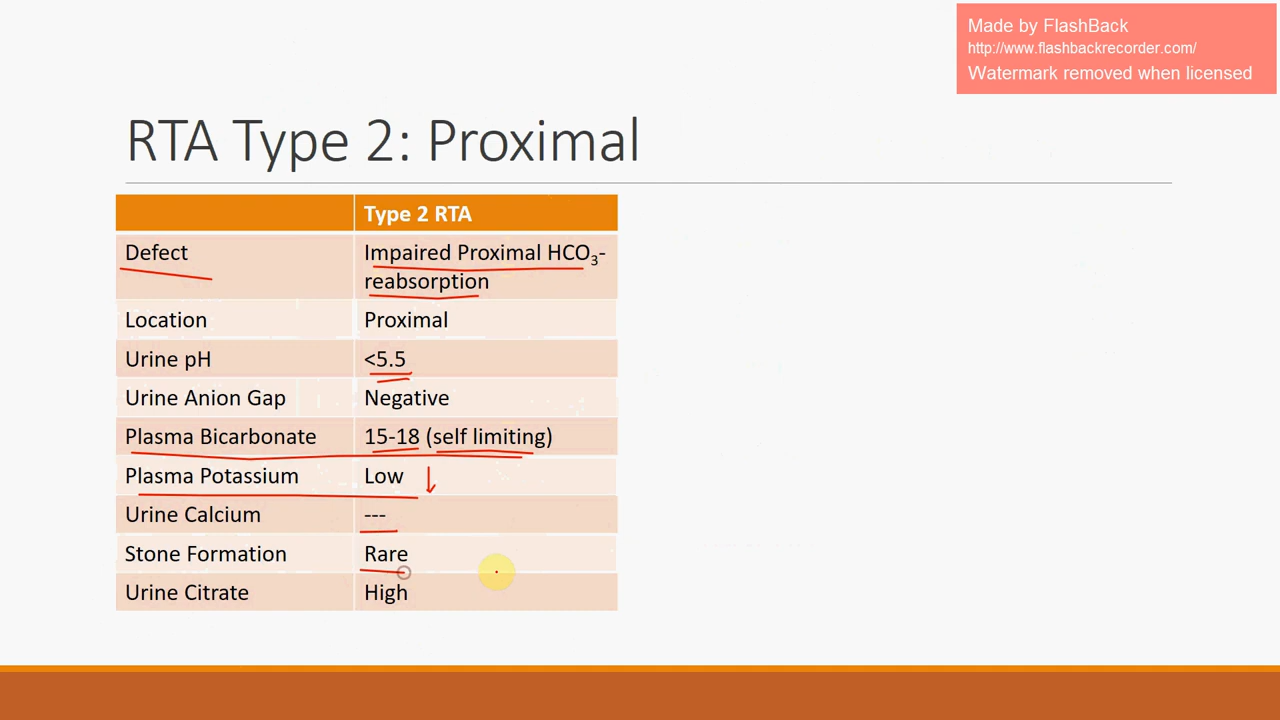 Made by FlashBack
http://www.flashbackrecorder.com/
Watermark removed when licensed
RTA Type 2: Proximal
Type 2 RTA
Defect Impaired Proximal HCO₃-
reabsorption
Location Proximal
Urine pH <5.5
Urine Anion Gap Negative
Plasma Bicarbonate 15-18 (self limiting)
Plasma Potassium Low
Urine Calcium ---
Stone Formation Rare
Urine Citrate High